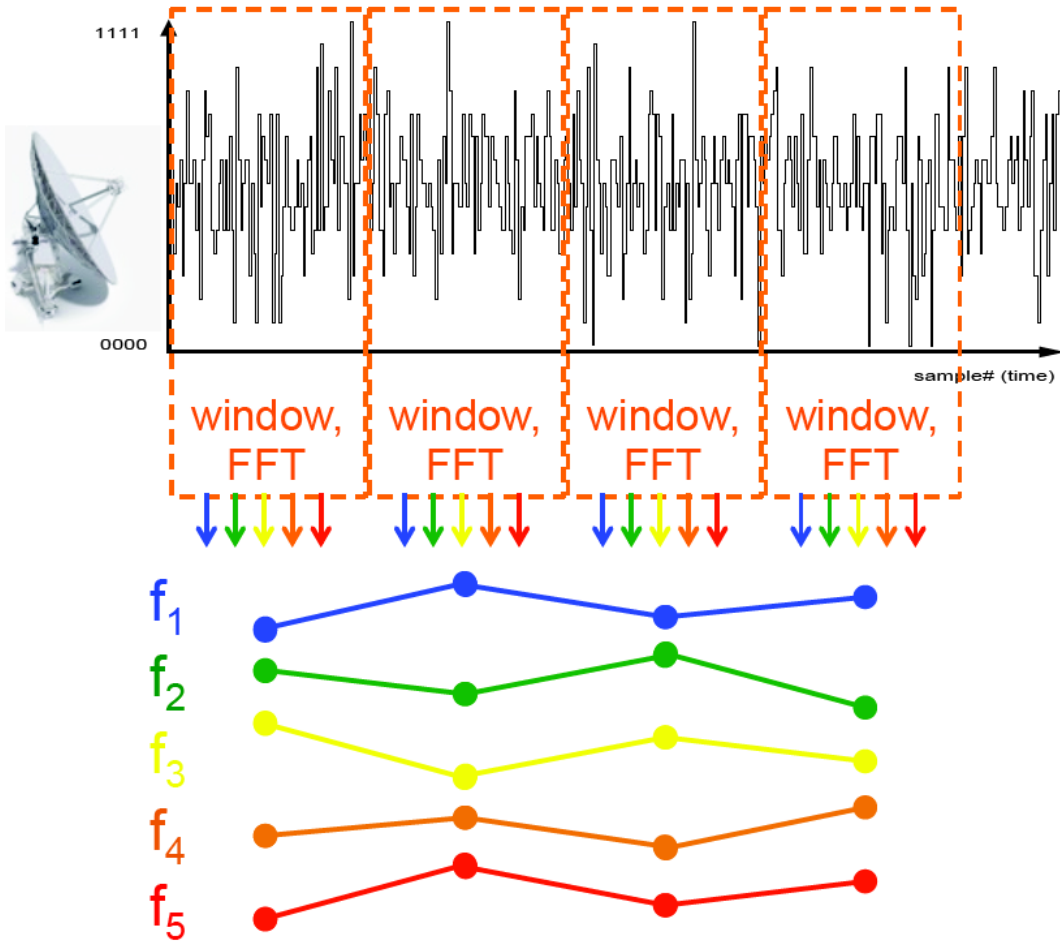 1111
0000
sample# (time)
window,
FFT
window,
FFT
window,
FFT
window,
FFT
f1
f2
f3
f4
f5